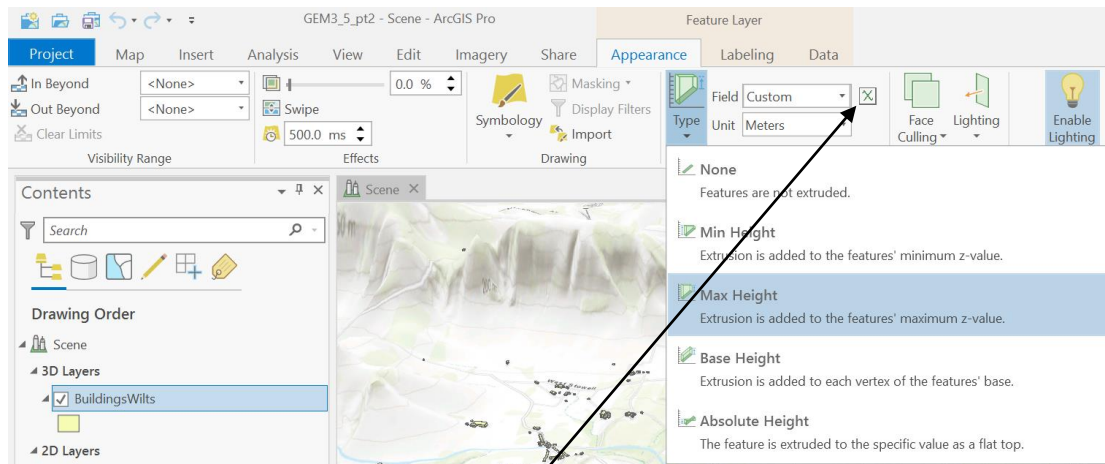 GEM3_5_pt2 - Scene - ArcGIS Pro
Feature Layer
Project Map Insert Analysis View Edit Imagery Share Appearance Labeling Data
In Beyond <None>
Out Beyond <None>
Clear Limits
Visibility Range
0.0 %
Swipe
500.0 ms
Effects
Symbology
Masking
Display Filters
Import
Drawing
Type
Field Custom
Unit Meters
Face Culling
Lighting
Enable Lighting
Contents
Search
Drawing Order
Scene
3D Layers
BuildingsWilts
2D Layers
Scene
West Stowell
None
Features are not extruded.
Min Height
Extrusion is added to the features' minimum z-value.
Max Height
Extrusion is added to the features' maximum z-value.
Base Height
Extrusion is added to each vertex of the features' base.
Absolute Height
The feature is extruded to the specific value as a flat top.